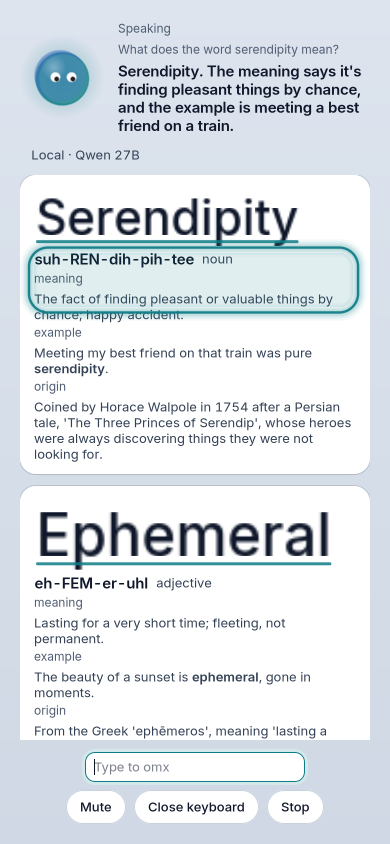 Speaking
What does the word serendipity mean?
Serendipity. The meaning says it's
finding pleasant things by chance,
and the example is meeting a best
friend on a train.
Local · Qwen 27B
Serendipity
suh-REN-dih-pih-tee noun
meaning
The fact of finding pleasant or valuable things by
chance; happy accident.
example
Meeting my best friend on that train was pure
serendipity.
origin
Coined by Horace Walpole in 1754 after a Persian
tale, 'The Three Princes of Serendip', whose heroes
were always discovering things they were not
looking for.
Ephemeral
eh-FEM-er-uhl adjective
meaning
Lasting for a very short time; fleeting, not
permanent.
example
The beauty of a sunset is ephemeral, gone in
moments.
origin
From the Greek 'ephēmeros', meaning 'lasting a
Type to omx
Mute Close keyboard Stop